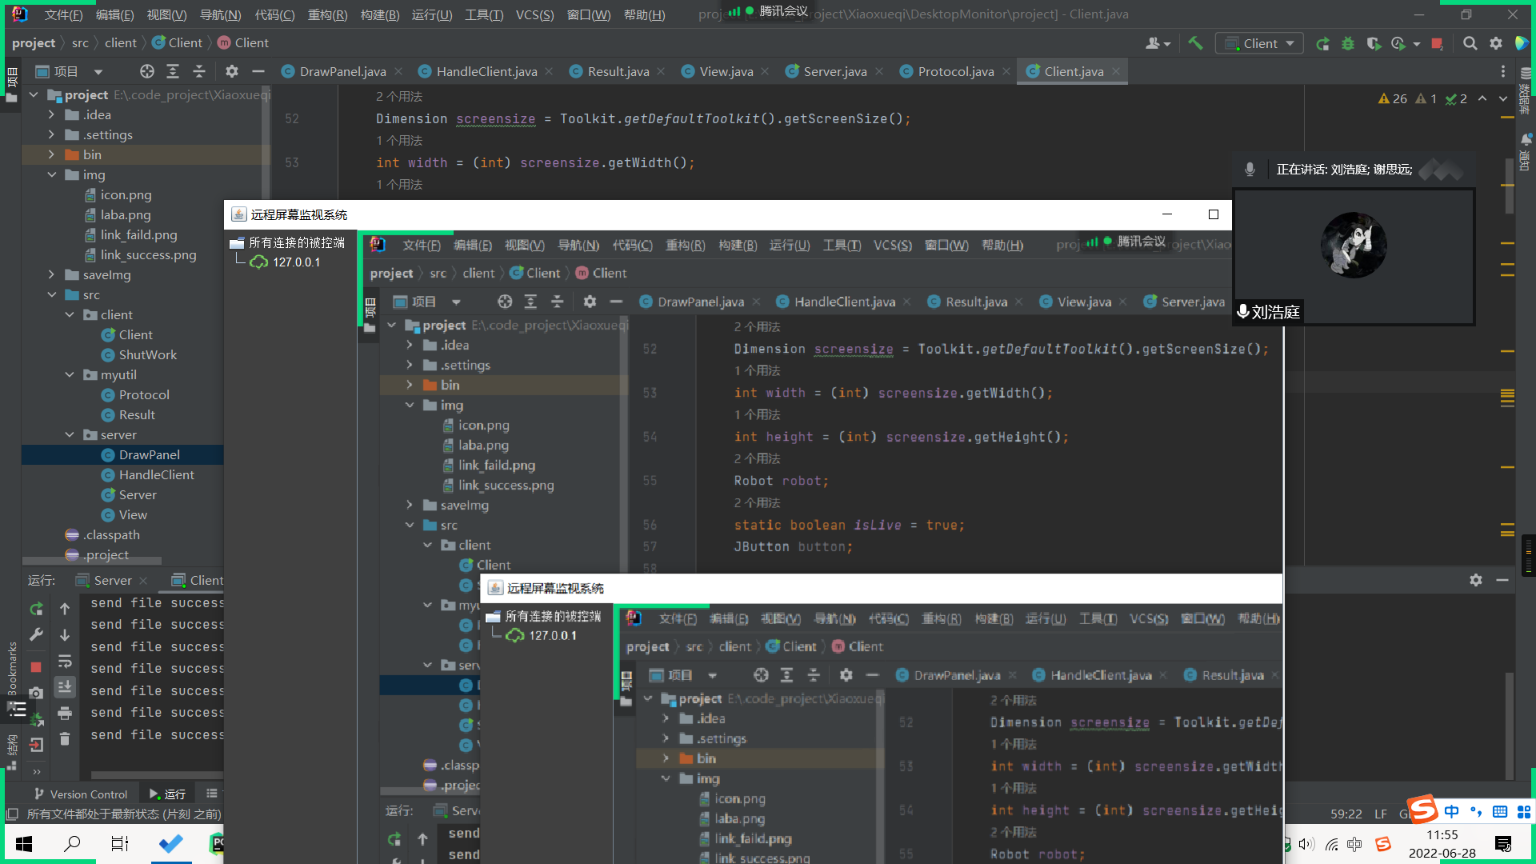 文件(F) 编辑(E) 视图(V) 导航(N) 代码(C) 重构(R) 构建(B) 运行(U) 工具(T) VCS(S) 窗口(W) 帮助(H)
腾讯会议
project\Xiaoxueqi\DesktopMonitor\project] - Client.java
project src client Client Client
Client
项目
DrawPanel.java HandleClient.java Result.java View.java Server.java Protocol.java Client.java
project E:\.code_project\Xiaoxueqi
.idea
.settings
bin
img
icon.png
laba.png
link_faild.png
link_success.png
saveImg
src
client
Client
ShutWork
myutil
Protocol
Result
server
DrawPanel
HandleClient
Server
View
.classpath
.project
2 个用法
52 Dimension screensize = Toolkit.getDefaultToolkit().getScreenSize();
1 个用法
53 int width = (int) screensize.getWidth();
1 个用法
26 1 2
数据库
通知
正在讲话: 刘浩庭; 谢思远;
刘浩庭
远程屏幕监视系统
所有连接的被控端
127.0.0.1
文件(F) 编辑(E) 视图(V) 导航(N) 代码(C) 重构(R) 构建(B) 运行(U) 工具(T) VCS(S) 窗口(W) 帮助(H)
腾讯会议
project src client Client Client
项目
DrawPanel.java HandleClient.java Result.java View.java Server.java
project E:\.code_project\Xiaoxueqi
.idea
.settings
bin
img
icon.png
laba.png
link_faild.png
link_success.png
saveImg
src
client
Client
2 个用法
52 Dimension screensize = Toolkit.getDefaultToolkit().getScreenSize();
1 个用法
53 int width = (int) screensize.getWidth();
1 个用法
54 int height = (int) screensize.getHeight();
2 个用法
55 Robot robot;
2 个用法
56 static boolean isLive = true;
57 JButton button;
58
运行:
send
send
远程屏幕监视系统
所有连接的被控端
127.0.0.1
文件(F) 编辑(E) 视图(V) 导航(N) 代码(C) 重构(R) 构建(B) 运行(U) 工具(T) VCS(S) 窗口(W) 帮助(H)
project src client Client Client
项目
DrawPanel.java HandleClient.java Result.java
project E:\.code_project\Xiaoxueqi
.idea
.settings
bin
img
icon.png
laba.png
link_faild.png
link_success.png
2 个用法
52 Dimension screensize = Toolkit.getDef
1 个用法
53 int width = (int) screensize.getWidth
1 个用法
54 int height = (int) screensize.getHeig
2 个用法
55 Robot robot;
运行: Server Client
send file success
send file success
send file success
send file success
send file success
send file success
send file success
Bookmarks
结构
Version Control 运行
所有文件都处于最新状态 (片刻 之前)
59:22 LF
中
11:55
2022-06-28